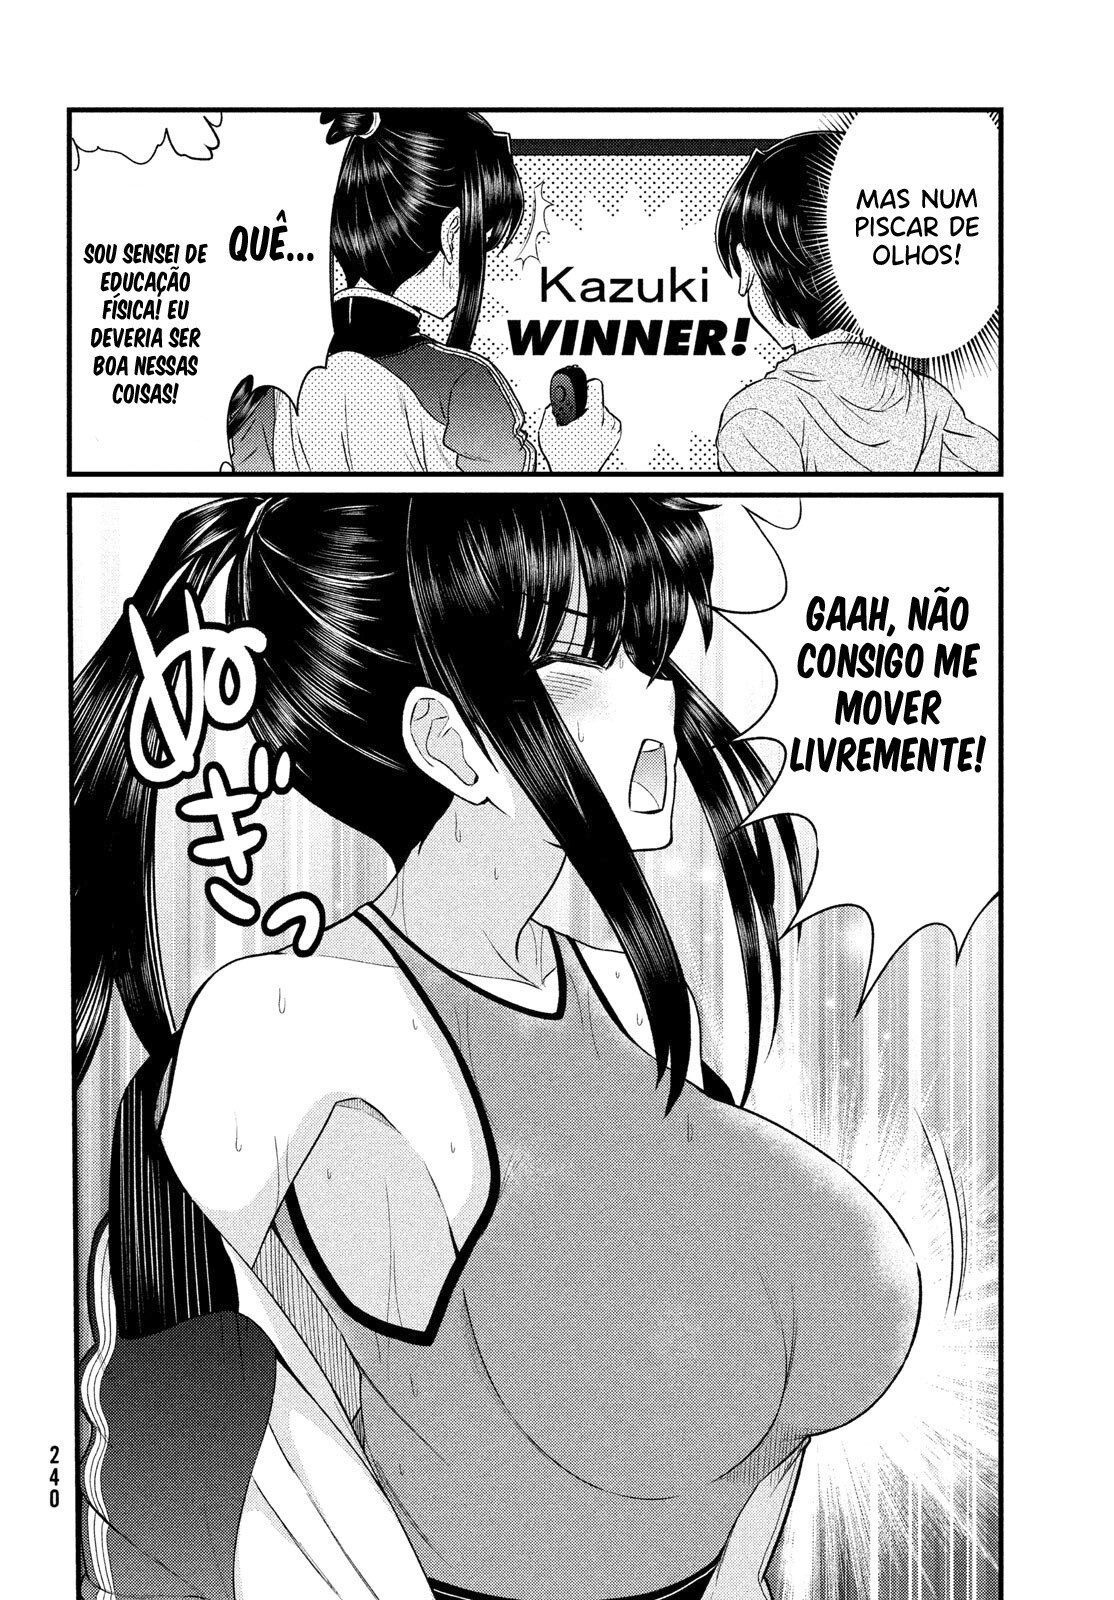 MAS NUM
PISCAR DE
OLHOS!
Kazuki
WINNER!
QUÊ...
SOU SENSEI DE
EDUCAÇÃO
FÍSICA! EU
DEVERIA SER
BOA NESSAS
COISAS!
GAAH, NÃO
CONSIGO ME
MOVER
LIVREMENTE!
ぬぎっ
240